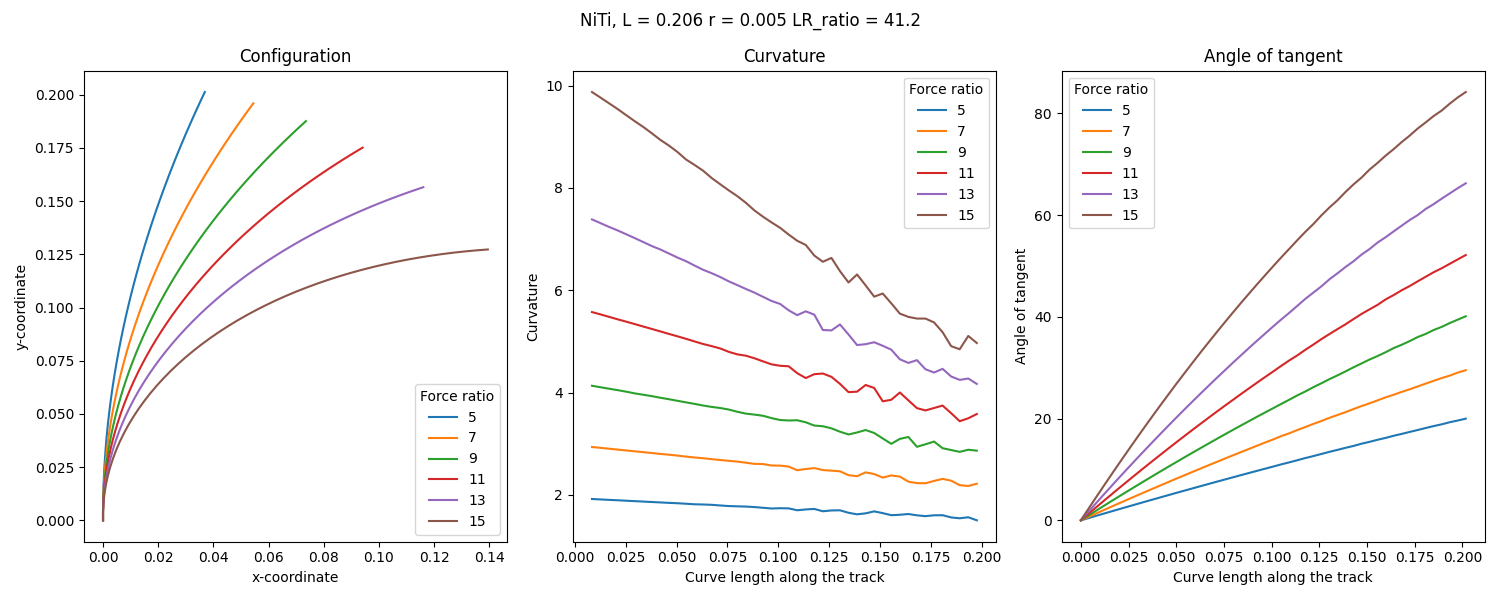 NiTi, L = 0.206 r = 0.005 LR_ratio = 41.2
Configuration
y-coordinate
0.200
0.175
0.150
0.125
0.100
0.075
0.050
0.025
0.000
Force ratio
5
7
9
11
13
15
0.00 0.02 0.04 0.06 0.08 0.10 0.12 0.14
x-coordinate
Curvature
Curvature
10
8
6
4
2
Force ratio
5
7
9
11
13
15
0.000 0.025 0.050 0.075 0.100 0.125 0.150 0.175 0.200
Curve length along the track
Angle of tangent
Angle of tangent
80
60
40
20
0
Force ratio
5
7
9
11
13
15
0.000 0.025 0.050 0.075 0.100 0.125 0.150 0.175 0.200
Curve length along the track